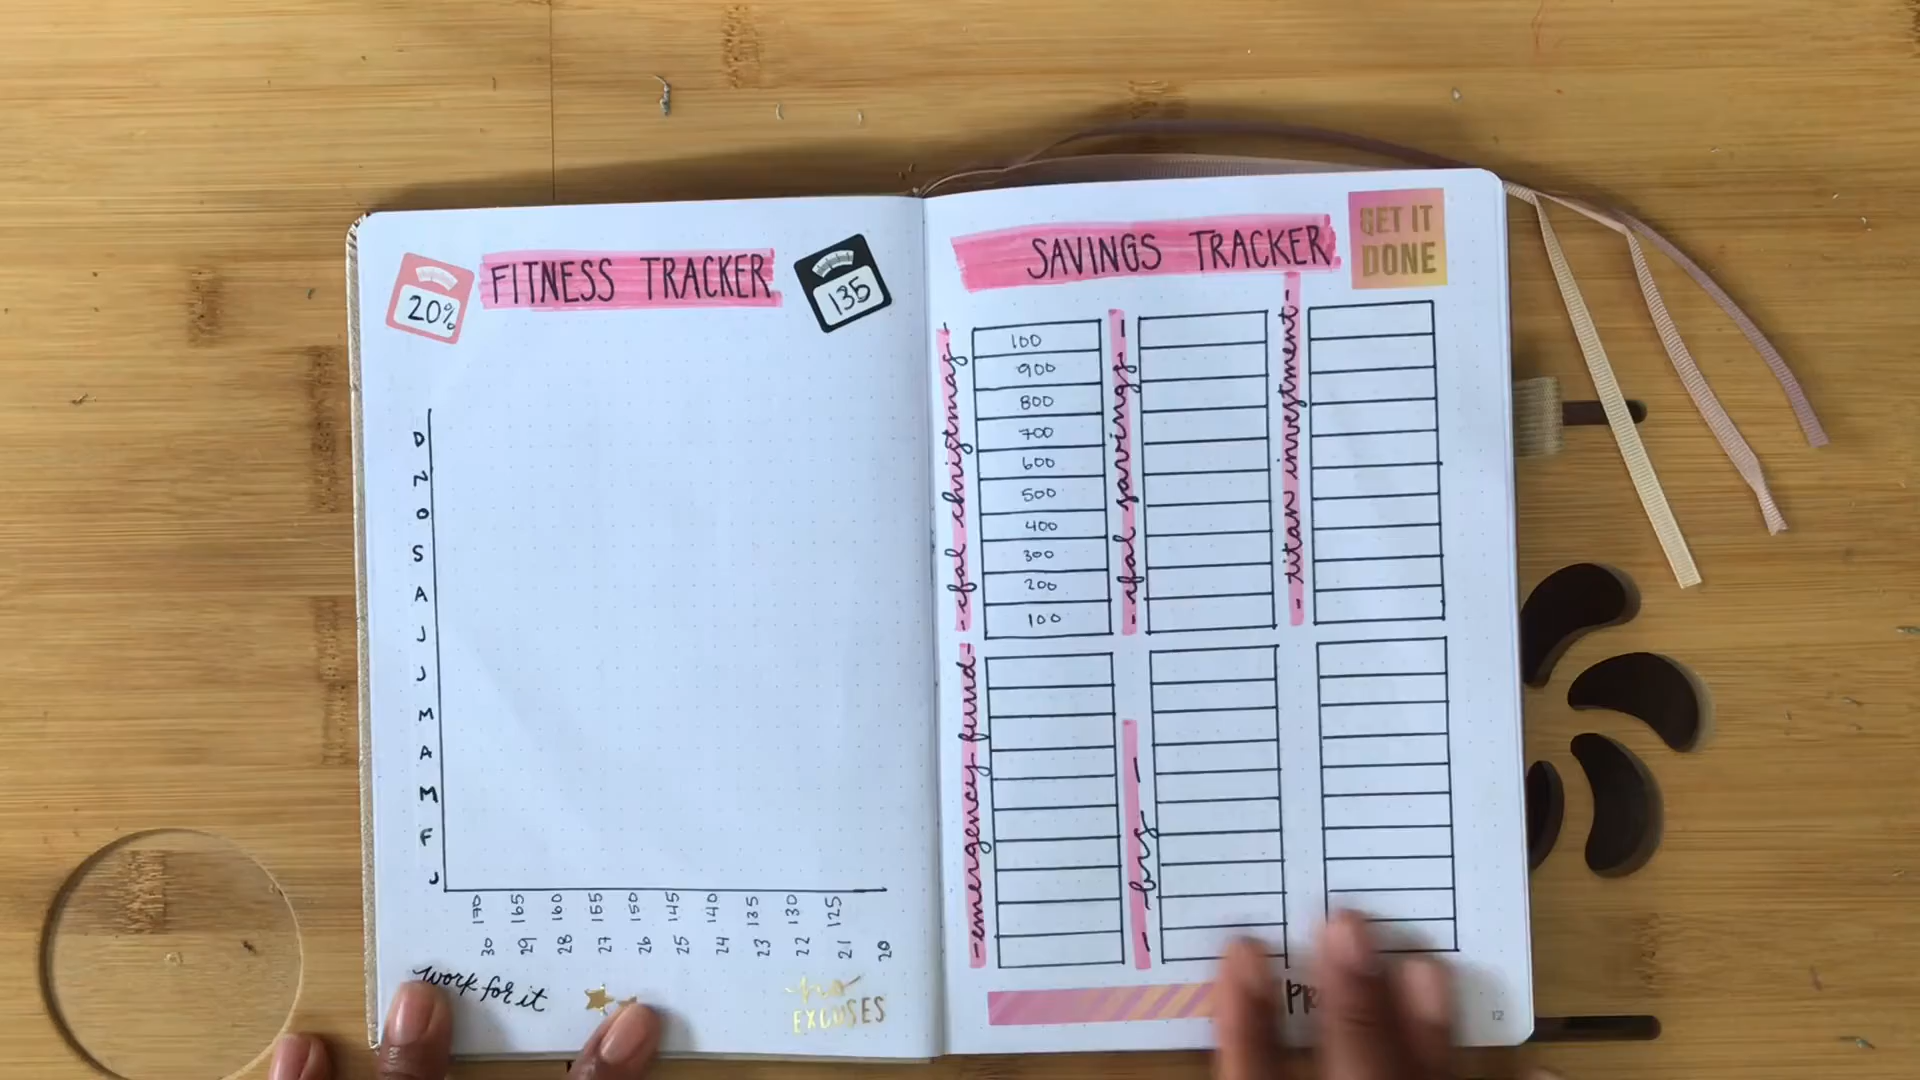 20%
FITNESS TRACKER
135
D
N
O
S
A
J
J
M
A
M
F
J
170 165 160 155 150 145 140 135 130 125
30 29 28 27 26 25 24 23 22 21 20
work for it
no
EXCUSES
SAVINGS TRACKER
GET IT
DONE
christmas -
100
900
800
700
600
500
400
300
200
100
savings -
- titan investment -
- emergency fund -
12